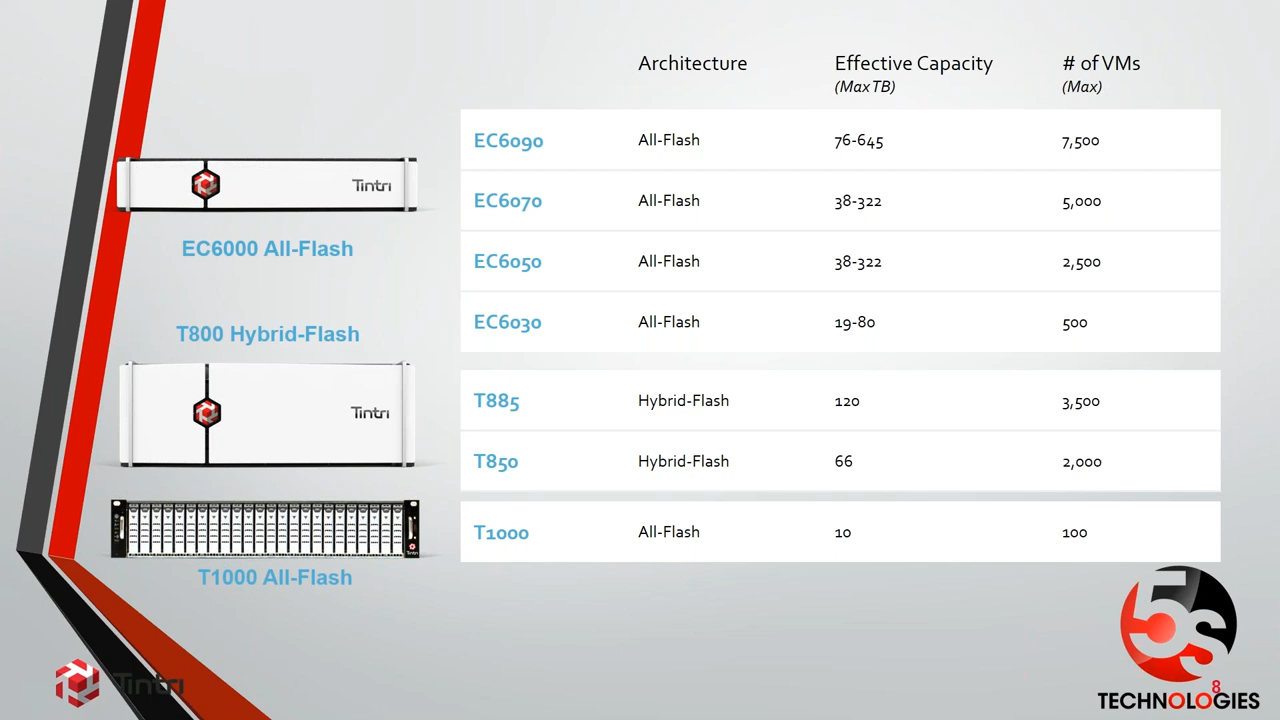 Architecture Effective Capacity # of VMs
(Max TB) (Max)
EC6090 All-Flash 76-645 7,500
EC6070 All-Flash 38-322 5,000
EC6050 All-Flash 38-322 2,500
EC6030 All-Flash 19-80 500
T885 Hybrid-Flash 120 3,500
T850 Hybrid-Flash 66 2,000
T1000 All-Flash 10 100
Tintri
EC6000 All-Flash
T800 Hybrid-Flash
Tintri
Tintri
T1000 All-Flash
Tintri
5S
8
TECHNOLOGIES